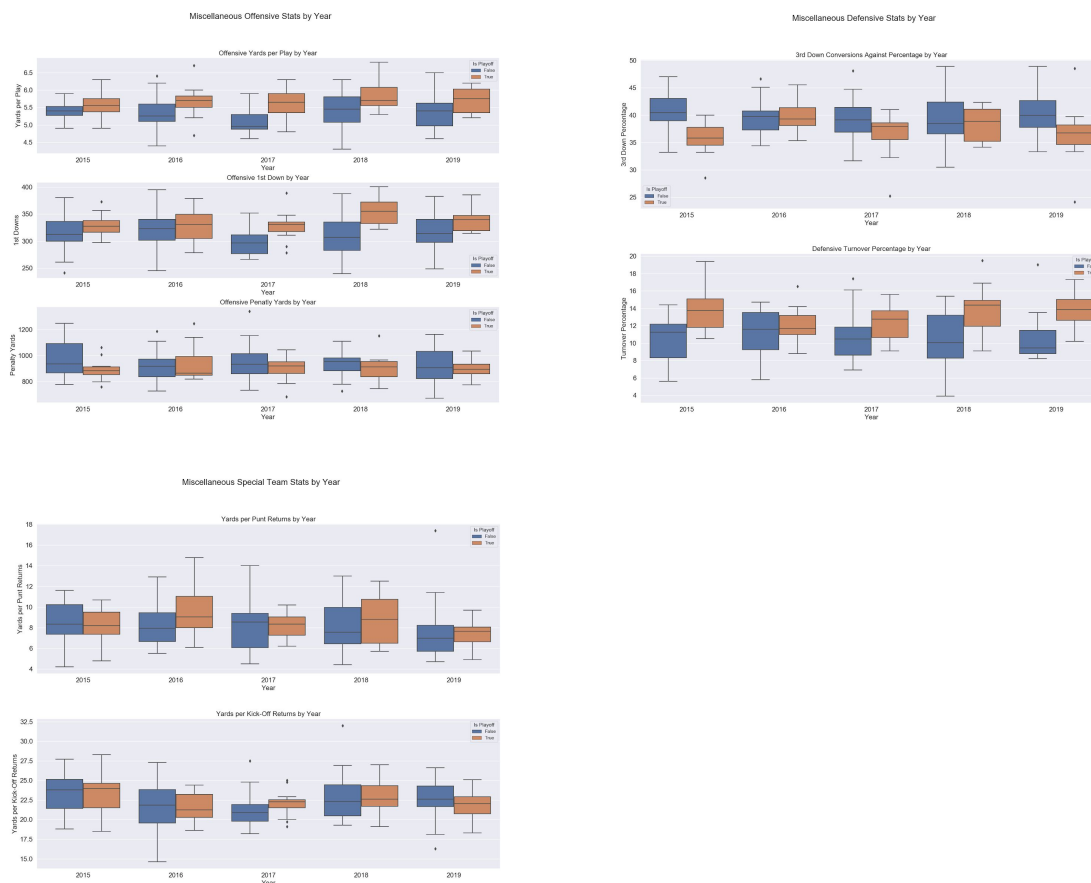 Miscellaneous Offensive Stats by Year
Offensive Yards per Play by Year
Is Playoff
False
True
6.5
6.0
5.5
5.0
4.5
Yards per Play
2015 2016 2017 2018 2019
Year
Offensive 1st Down by Year
400
350
300
250
1st Downs
Is Playoff
False
True
2015 2016 2017 2018 2019
Year
Offensive Penalty Yards by Year
Is Playoff
False
True
1200
1000
800
Penalty Yards
2015 2016 2017 2018 2019
Year
Miscellaneous Defensive Stats by Year
3rd Down Conversions Against Percentage by Year
50
45
40
35
30
25
3rd Down Percentage
Is Playoff
False
True
2015 2016 2017 2018 2019
Year
Defensive Turnover Percentage by Year
Is Playoff
20
18
16
14
12
10
8
6
4
Turnover Percentage
2015 2016 2017 2018 2019
Year
Miscellaneous Special Team Stats by Year
Yards per Punt Returns by Year
Is Playoff
False
True
18
16
14
12
10
8
6
4
Yards per Punt Returns
2015 2016 2017 2018 2019
Year
Yards per Kick-Off Returns by Year
Is Playoff
False
True
32.5
30.0
27.5
25.0
22.5
20.0
17.5
15.0
Yards per Kick-Off Returns
2015 2016 2017 2018 2019
Year